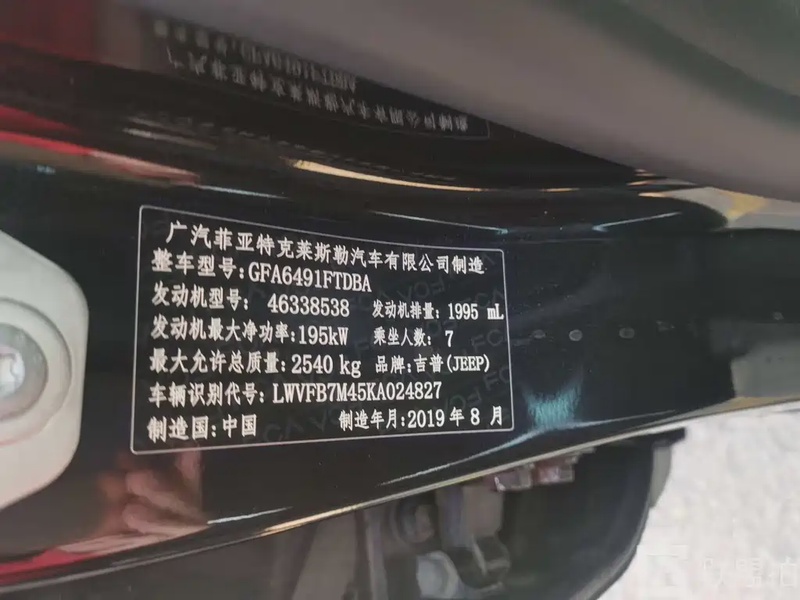 广汽菲亚特克莱斯勒汽车有限公司制造
整车型号:GFA6491FTDBA
发动机型号: 46338538 发动机排量: 1995 mL
发动机最大净功率:195kW 乘坐人数: 7
最大允许总质量: 2540 kg 品牌:吉普(JEEP)
车辆识别代号: LWVFB7M45KA024827
制造国:中国 制造年月:2019 年 8 月